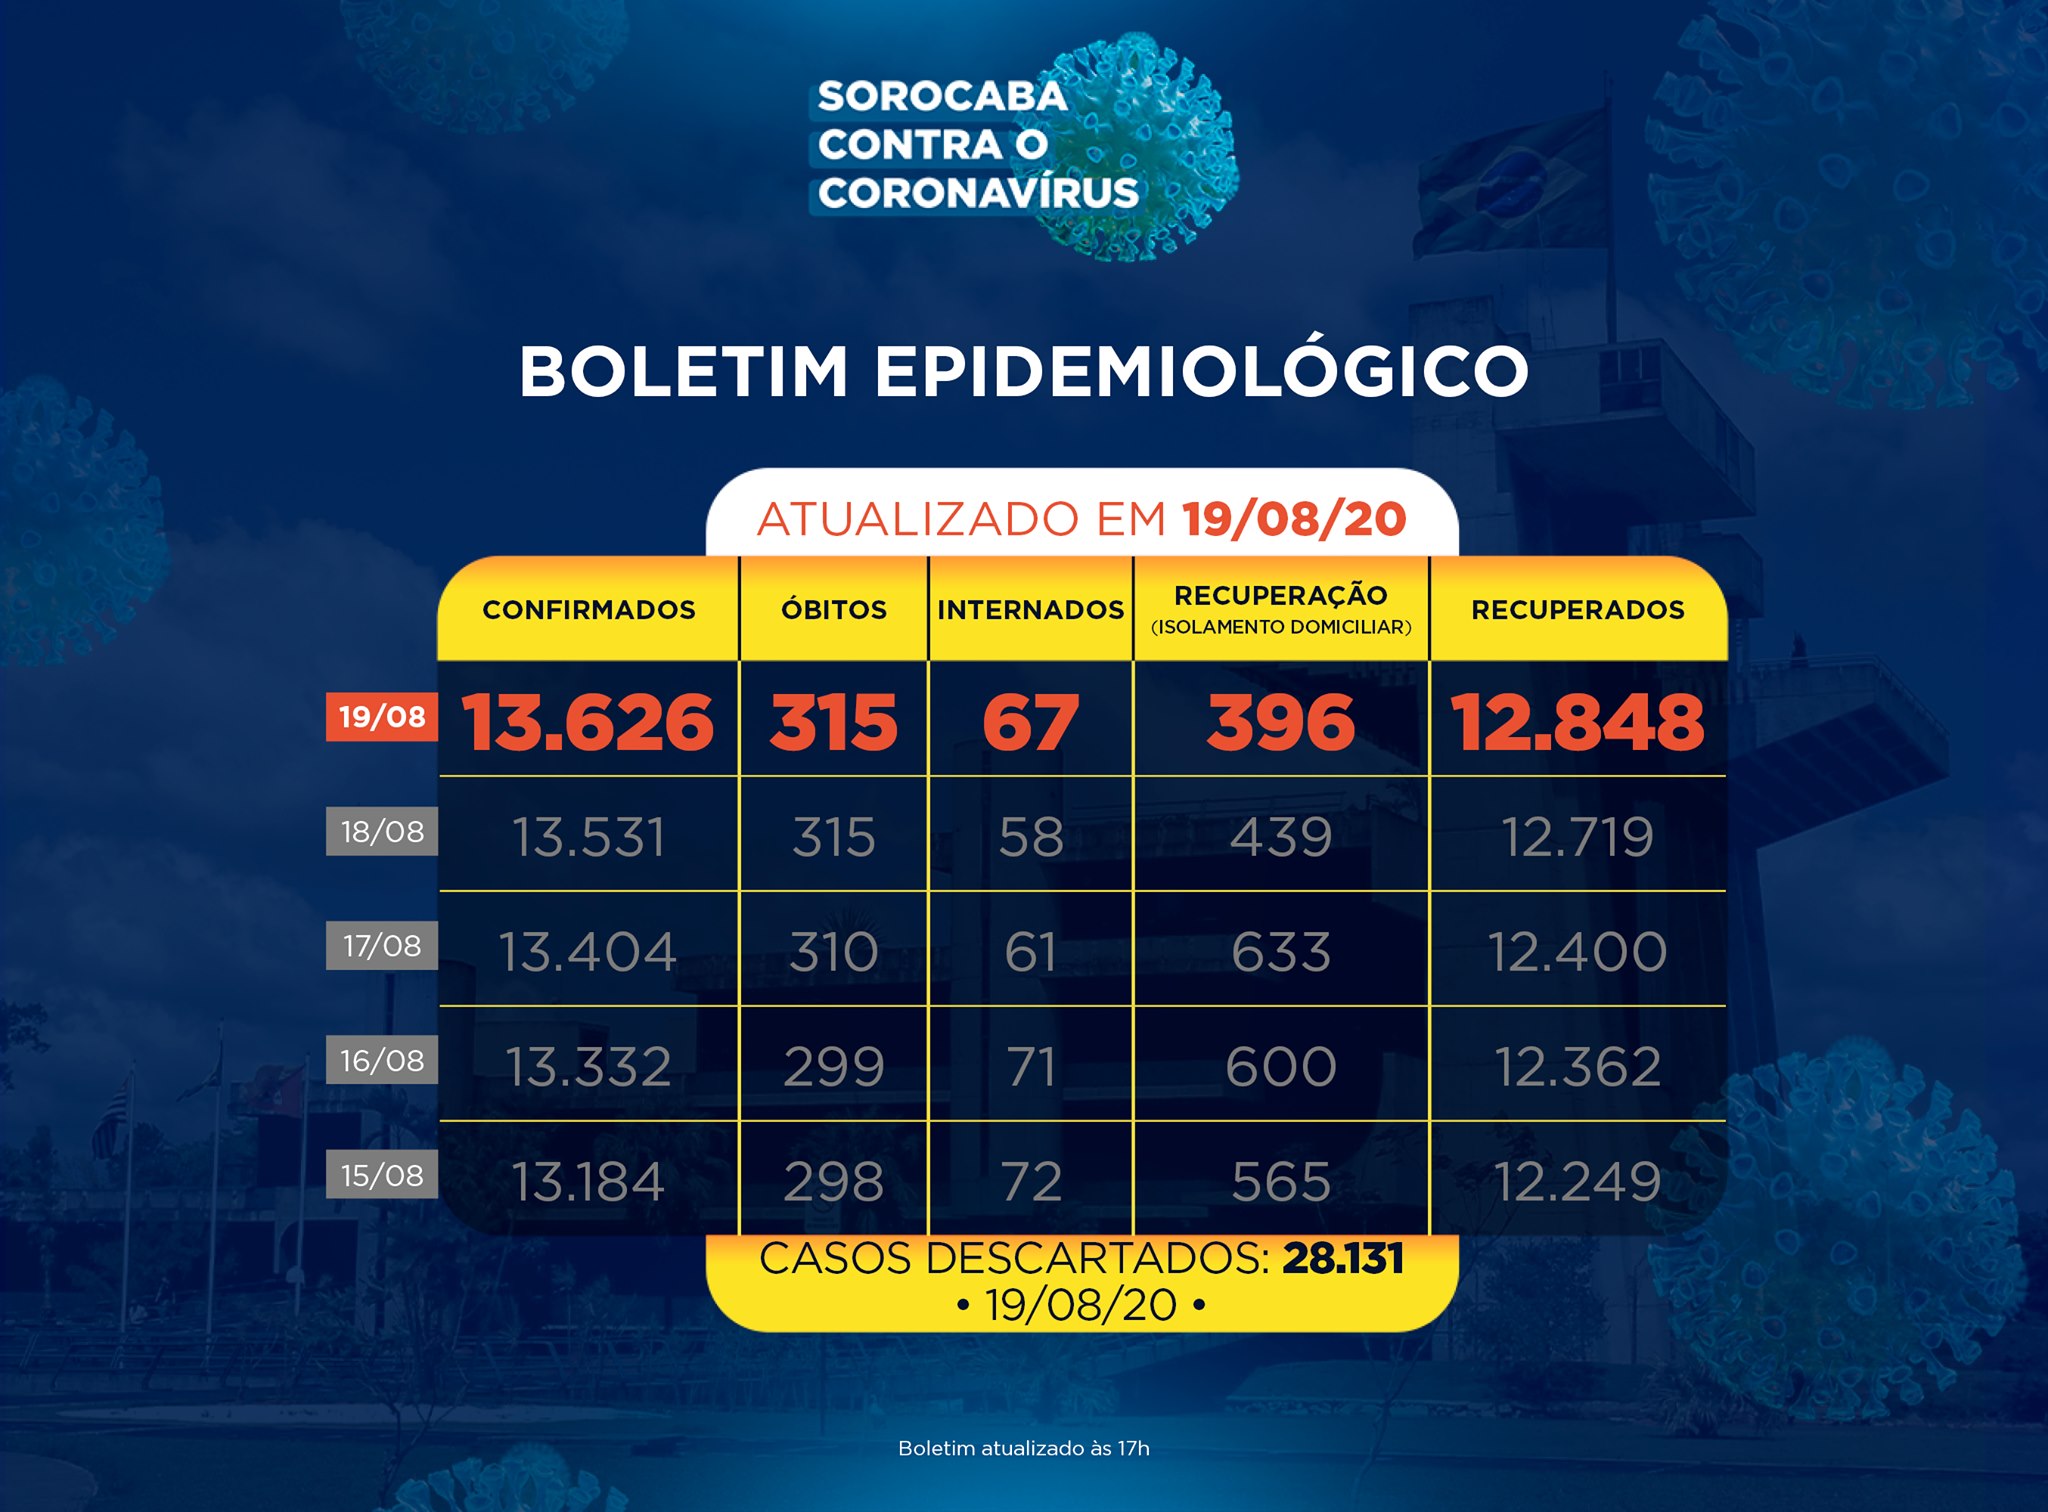 SOROCABA
CONTRA O
CORONAVÍRUS
BOLETIM EPIDEMIOLÓGICO
ATUALIZADO EM 19/08/20
CONFIRMADOS ÓBITOS INTERNADOS RECUPERAÇÃO (ISOLAMENTO DOMICILIAR) RECUPERADOS
19/08 13.626 315 67 396 12.848
18/08 13.531 315 58 439 12.719
17/08 13.404 310 61 633 12.400
16/08 13.332 299 71 600 12.362
15/08 13.184 298 72 565 12.249
CASOS DESCARTADOS: 28.131
• 19/08/20 •
Boletim atualizado às 17h